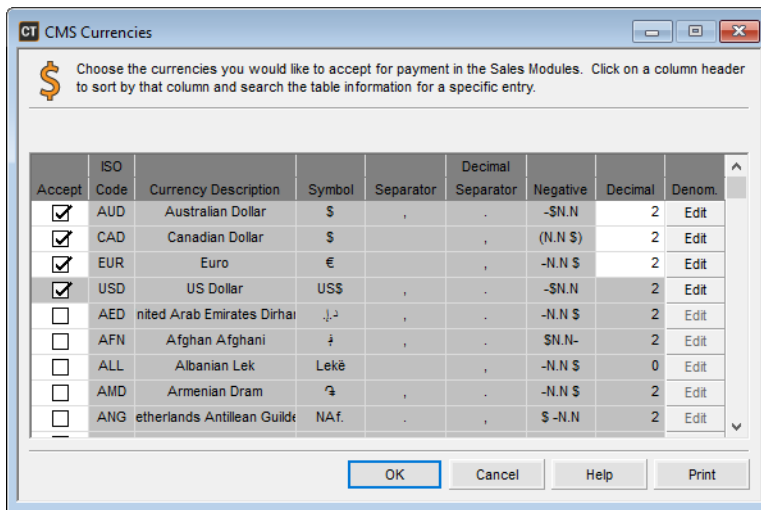 CT CMS Currencies
$ Choose the currencies you would like to accept for payment in the Sales Modules. Click on a column header
to sort by that column and search the table information for a specific entry.
ISO Decimal
Accept Code Currency Description Symbol Separator Separator Negative Decimal Denom.
AUD Australian Dollar $ , . -$N.N 2 Edit
CAD Canadian Dollar $ , (N.N $) 2 Edit
EUR Euro € , -N.N $ 2 Edit
USD US Dollar US$ , . -$N.N 2 Edit
AED nited Arab Emirates Dirhar د.إ. , . -N.N $ 2 Edit
AFN Afghan Afghani ؋ , . $N.N- 2 Edit
ALL Albanian Lek Lekë , -N.N $ 0 Edit
AMD Armenian Dram ֏ , . -N.N $ 2 Edit
ANG etherlands Antillean Guilde NAf. . , $ -N.N 2 Edit
OK Cancel Help Print